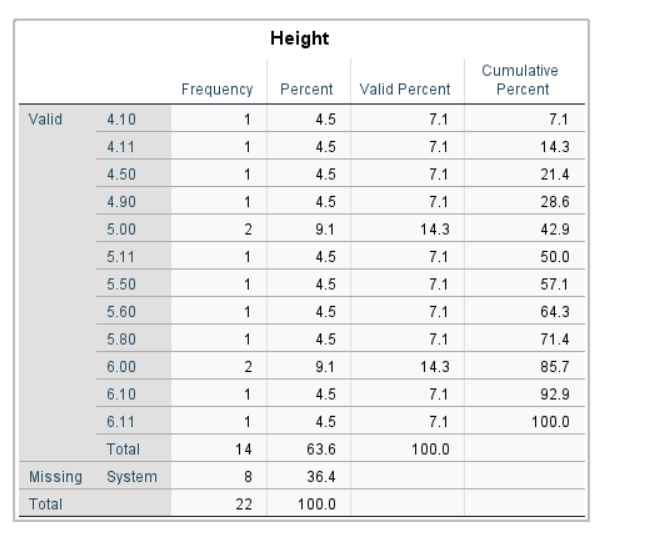 Height
Frequency Percent Valid Percent Cumulative Percent
Valid 4.10 1 4.5 7.1 7.1
4.11 1 4.5 7.1 14.3
4.50 1 4.5 7.1 21.4
4.90 1 4.5 7.1 28.6
5.00 2 9.1 14.3 42.9
5.11 1 4.5 7.1 50.0
5.50 1 4.5 7.1 57.1
5.60 1 4.5 7.1 64.3
5.80 1 4.5 7.1 71.4
6.00 2 9.1 14.3 85.7
6.10 1 4.5 7.1 92.9
6.11 1 4.5 7.1 100.0
Total 14 63.6 100.0
Missing System 8 36.4
Total 22 100.0